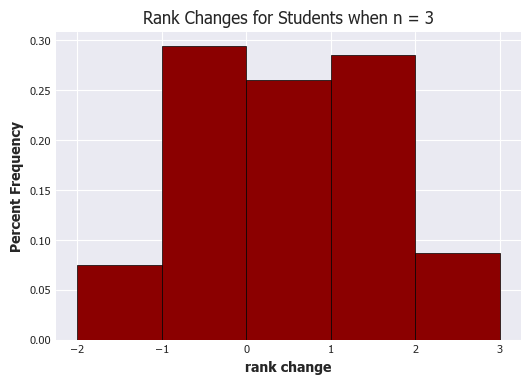 Rank Changes for Students when n = 3
Percent Frequency
0.30
0.25
0.20
0.15
0.10
0.05
0.00
−2 −1 0 1 2 3
rank change